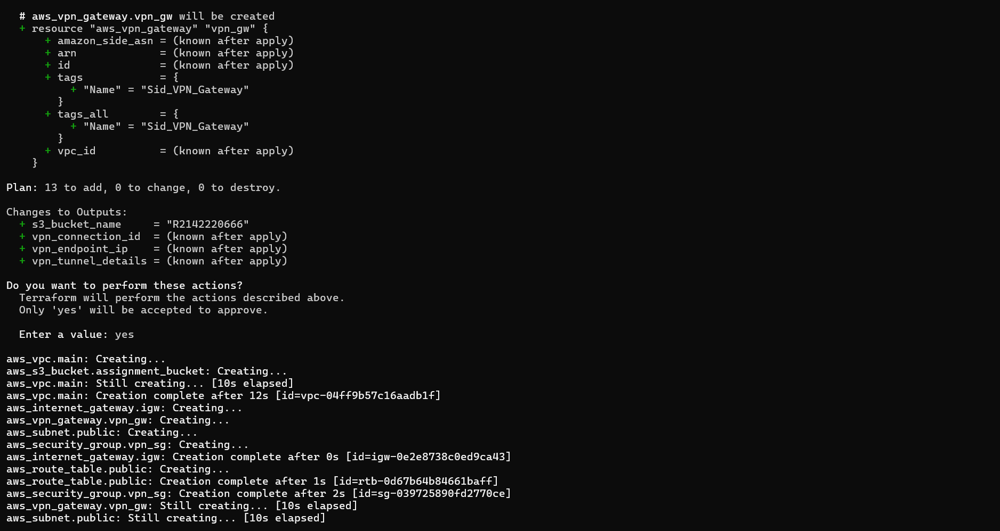 # aws_vpn_gateway.vpn_gw will be created
+ resource "aws_vpn_gateway" "vpn_gw" {
+ amazon_side_asn = (known after apply)
+ arn = (known after apply)
+ id = (known after apply)
+ tags = {
+ "Name" = "Sid_VPN_Gateway"
}
+ tags_all = {
+ "Name" = "Sid_VPN_Gateway"
}
+ vpc_id = (known after apply)
}
Plan: 13 to add, 0 to change, 0 to destroy.
Changes to Outputs:
+ s3_bucket_name = "R2142220666"
+ vpn_connection_id = (known after apply)
+ vpn_endpoint_ip = (known after apply)
+ vpn_tunnel_details = (known after apply)
Do you want to perform these actions?
Terraform will perform the actions described above.
Only 'yes' will be accepted to approve.
Enter a value: yes
aws_vpc.main: Creating...
aws_s3_bucket.assignment_bucket: Creating...
aws_vpc.main: Still creating... [10s elapsed]
aws_vpc.main: Creation complete after 12s [id=vpc-04ff9b57c16aadb1f]
aws_internet_gateway.igw: Creating...
aws_vpn_gateway.vpn_gw: Creating...
aws_subnet.public: Creating...
aws_security_group.vpn_sg: Creating...
aws_internet_gateway.igw: Creation complete after 0s [id=igw-0e2e8738c0ed9ca43]
aws_route_table.public: Creating...
aws_route_table.public: Creation complete after 1s [id=rtb-0d67b64b84661baff]
aws_security_group.vpn_sg: Creation complete after 2s [id=sg-039725890fd2770ce]
aws_vpn_gateway.vpn_gw: Still creating... [10s elapsed]
aws_subnet.public: Still creating... [10s elapsed]